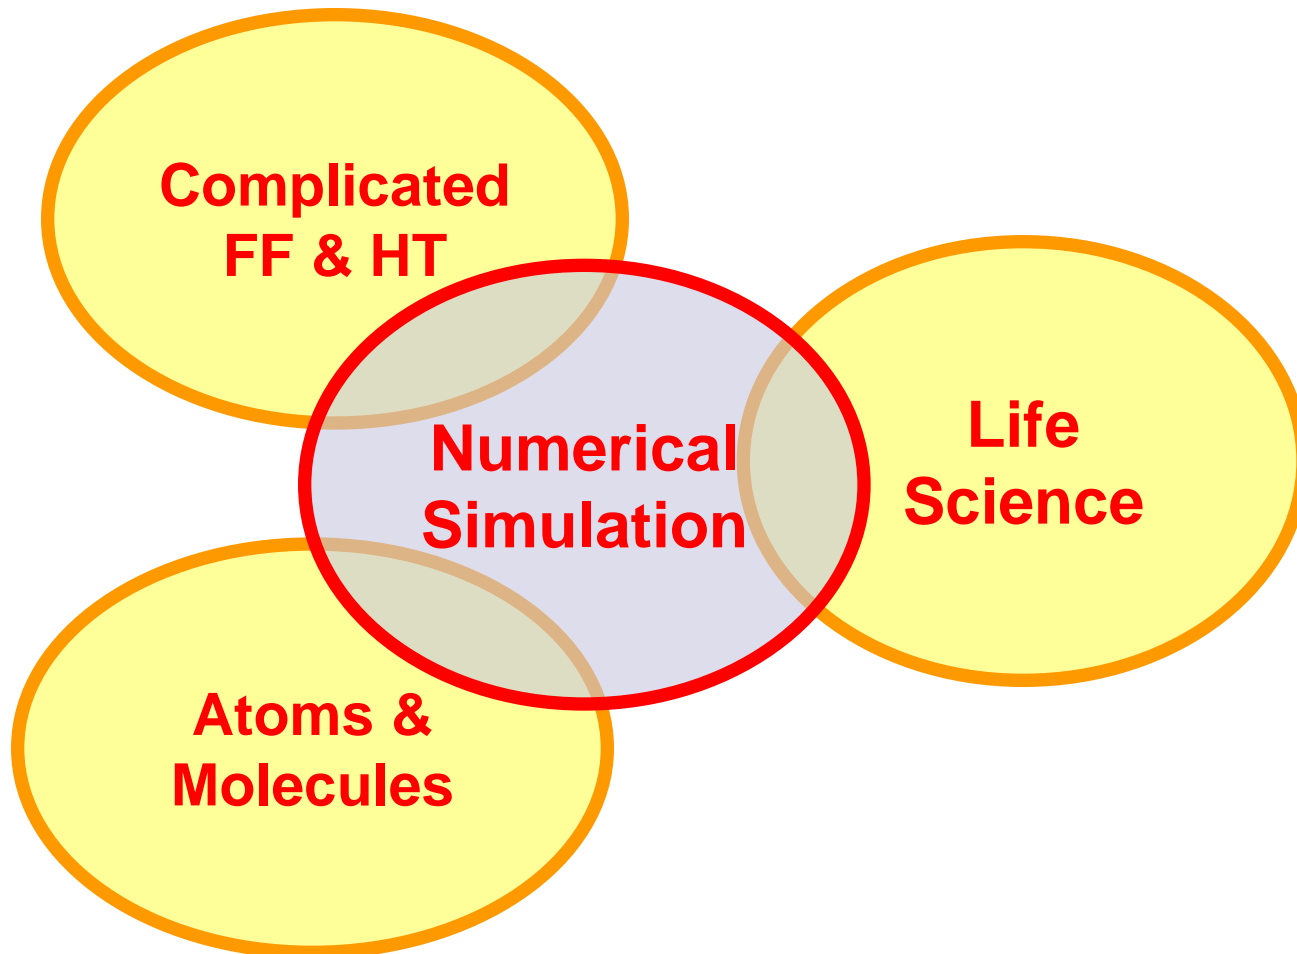 Complicated
FF & HT
Numerical
Simulation
Life
Science
Atoms &
Molecules